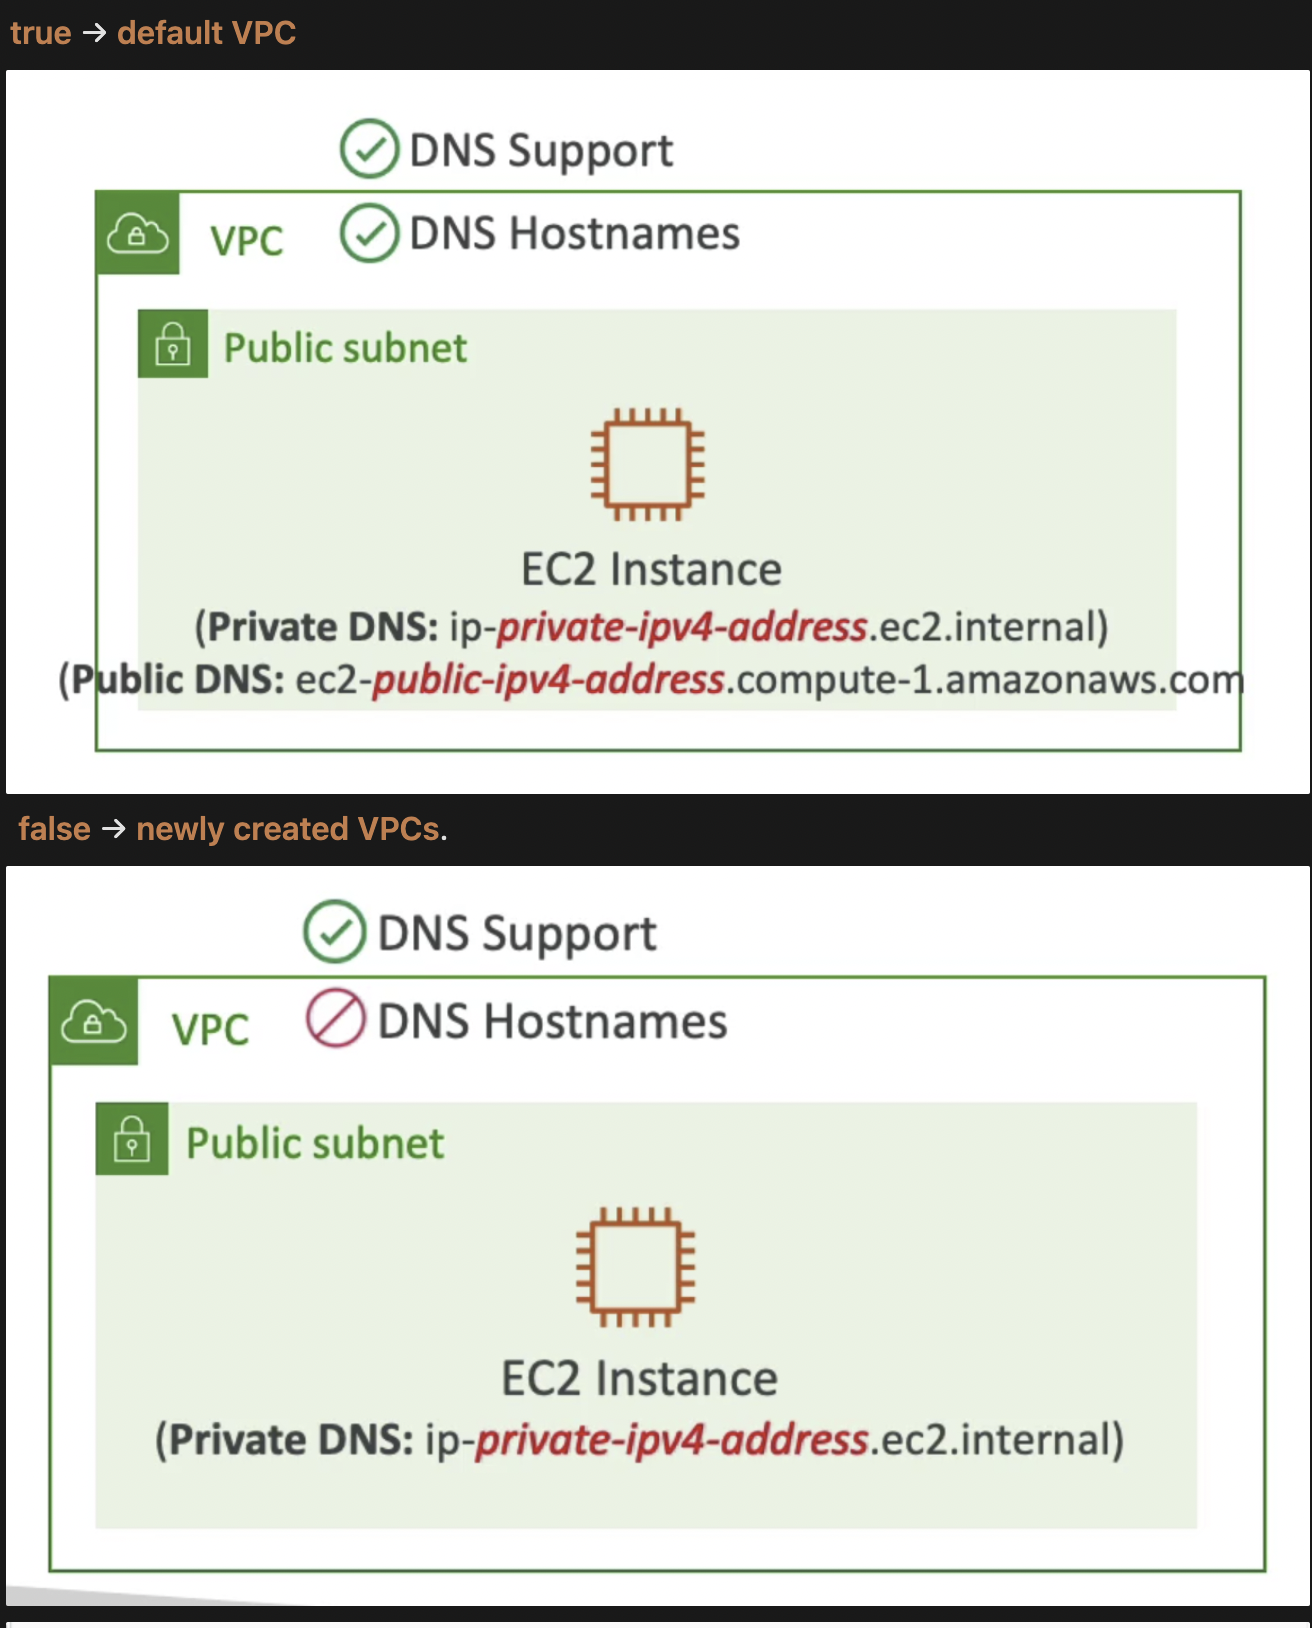 true → default VPC
DNS Support
VPC
DNS Hostnames
Public subnet
EC2 Instance
(Private DNS: ip-private-ipv4-address.ec2.internal)
(Public DNS: ec2-public-ipv4-address.compute-1.amazonaws.com
false → newly created VPCs.
DNS Support
VPC
DNS Hostnames
Public subnet
EC2 Instance
(Private DNS: ip-private-ipv4-address.ec2.internal)